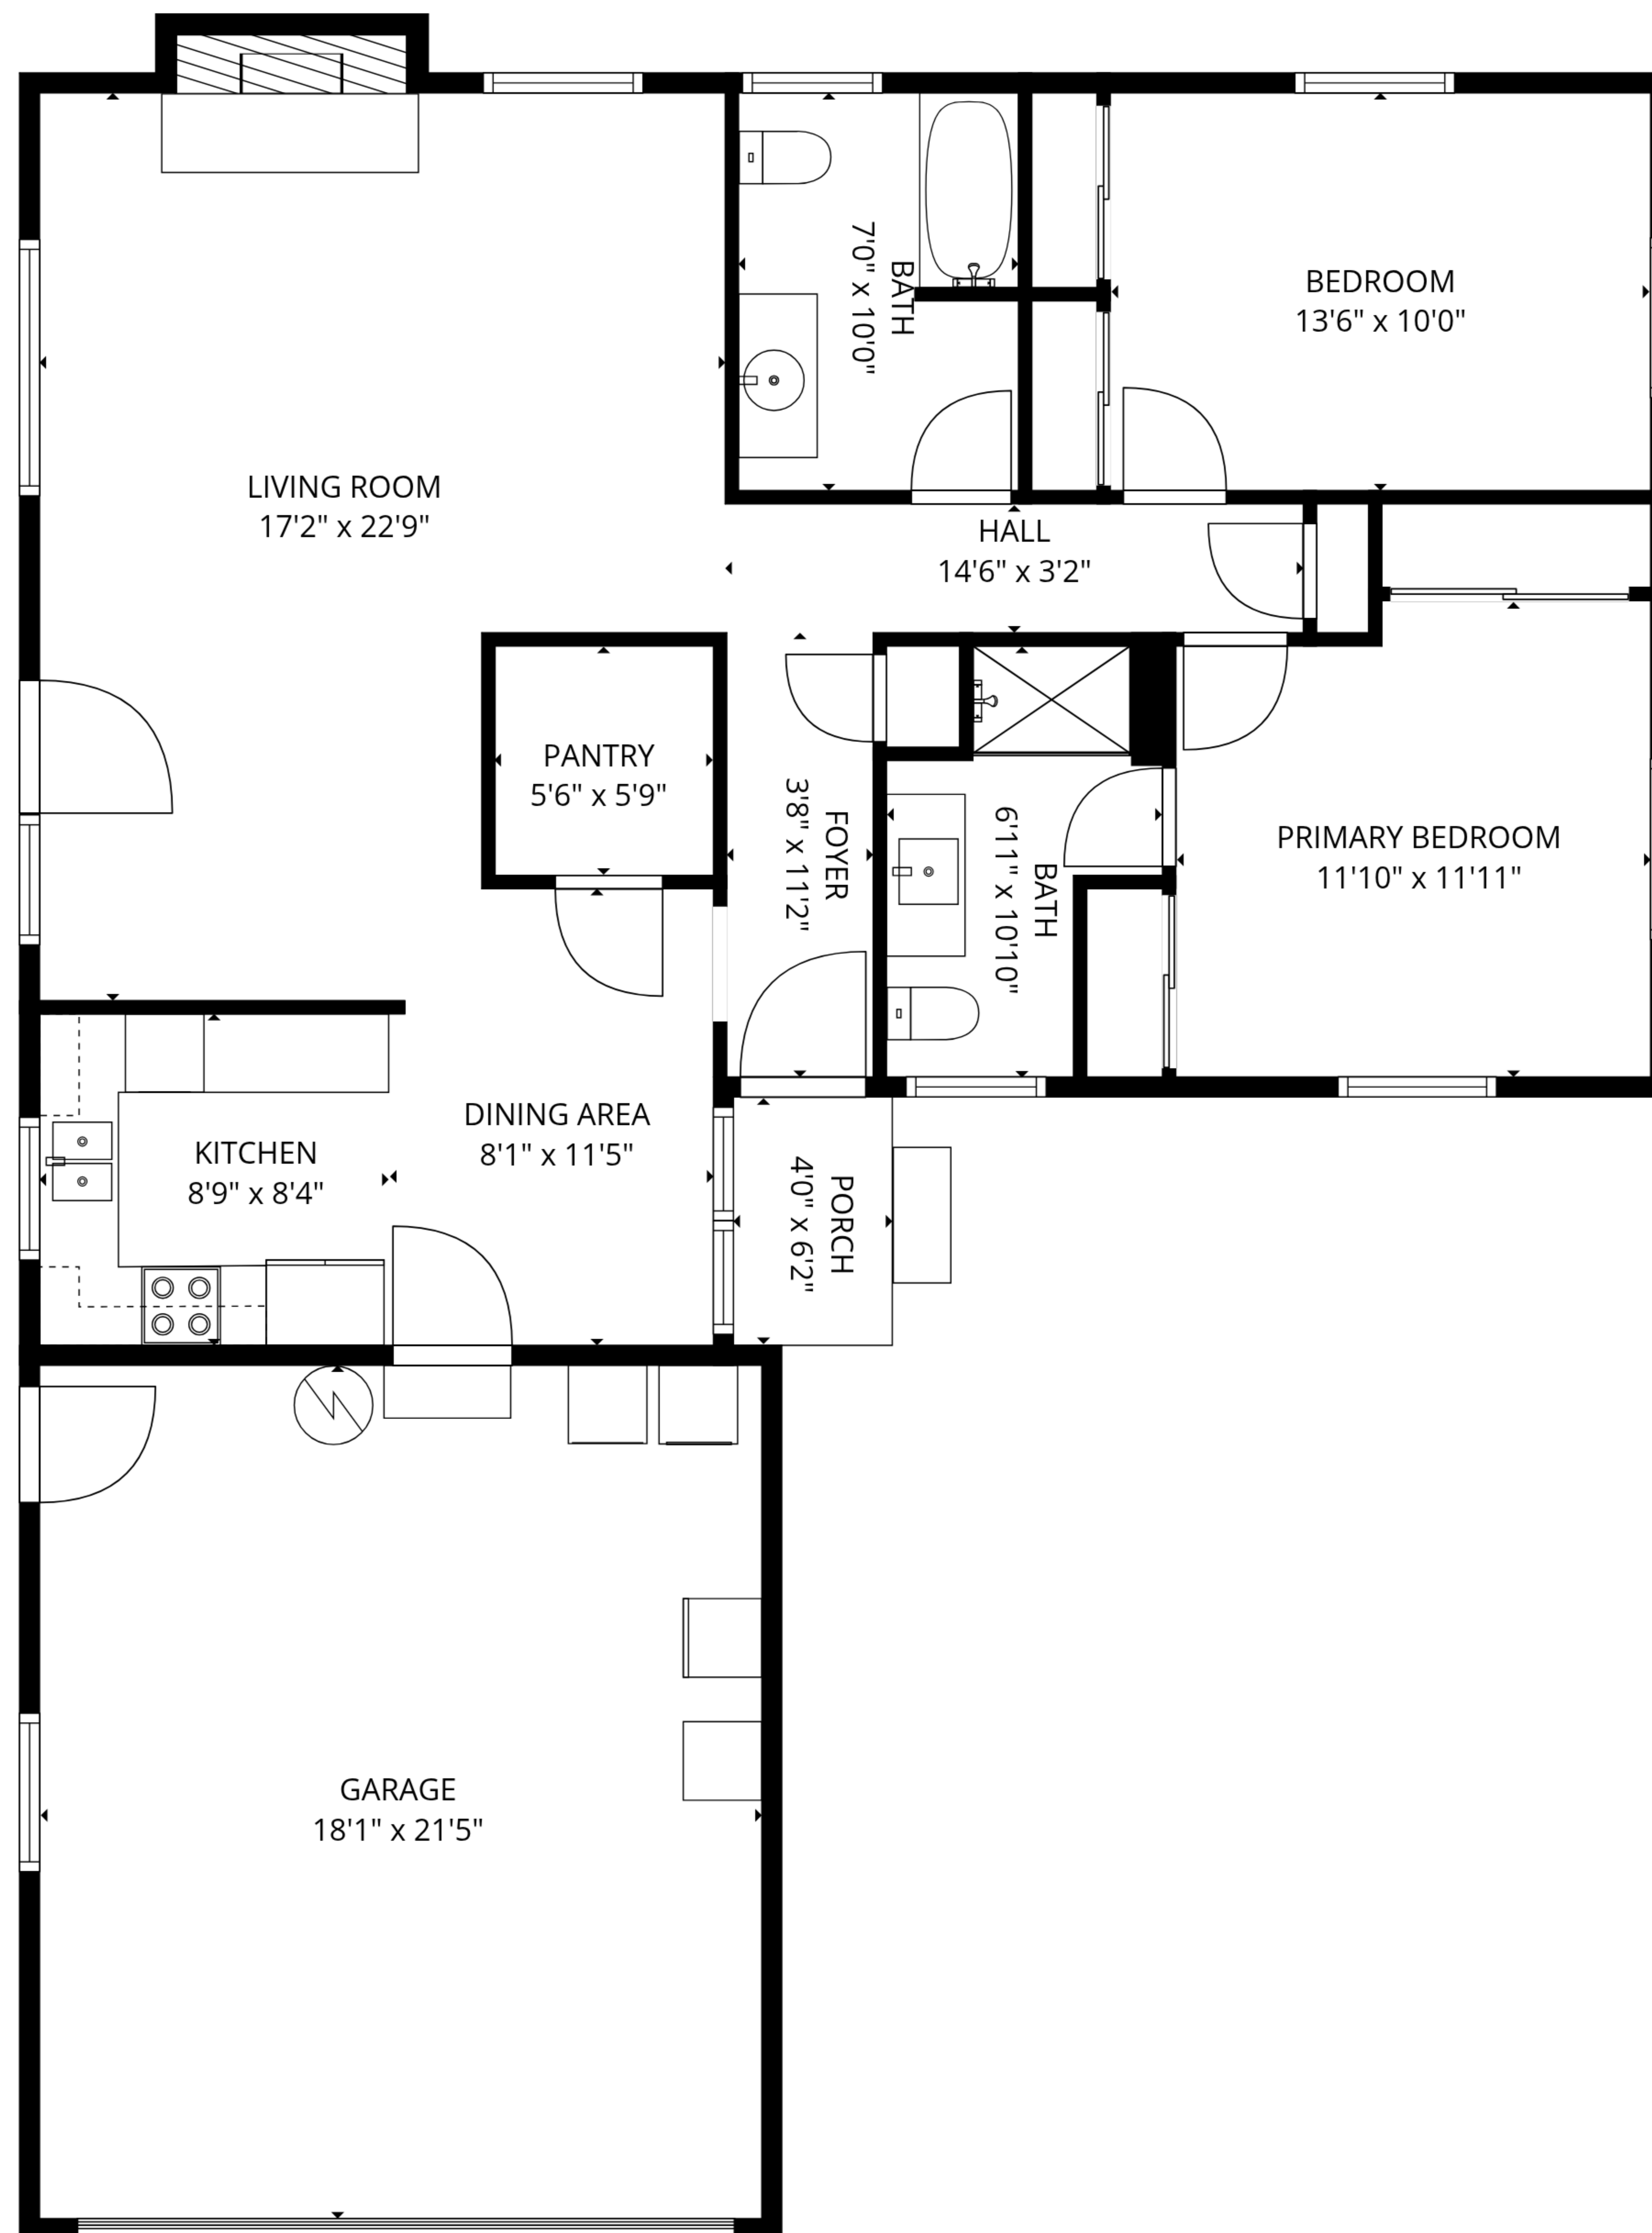 BATH
7'0" x 10'0"
BEDROOM
13'6" x 10'0"
LIVING ROOM
17'2" x 22'9"
HALL
14'6" x 3'2"
PANTRY
5'6" x 5'9"
FOYER
3'8" x 11'2"
BATH
6'11" x 10'10"
PRIMARY BEDROOM
11'10" x 11'11"
KITCHEN
8'9" x 8'4"
DINING AREA
8'1" x 11'5"
PORCH
4'0" x 6'2"
GARAGE
18'1" x 21'5"